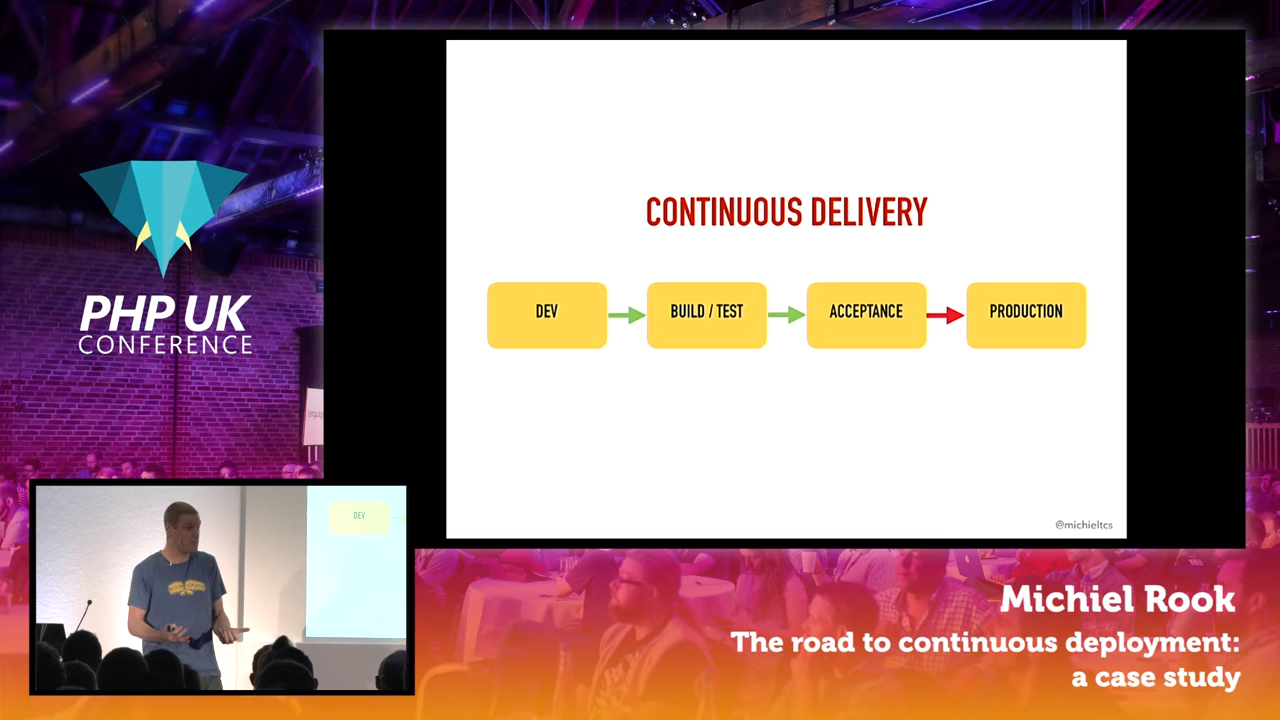 CONTINUOUS DELIVERY
DEV
BUILD / TEST
ACCEPTANCE
PRODUCTION
@michieltcs
PHP UK
CONFERENCE
DEV
Michiel Rook
The road to continuous deployment:
a case study